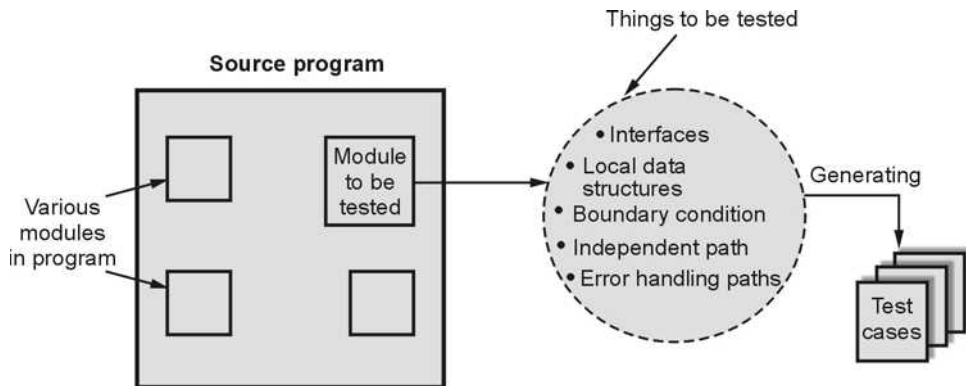 Things to be tested
Source program
Module
to be
tested
Various
modules
in program
• Interfaces
• Local data
structures
• Boundary condition
• Independent path
• Error handling paths
Generating
Test
cases